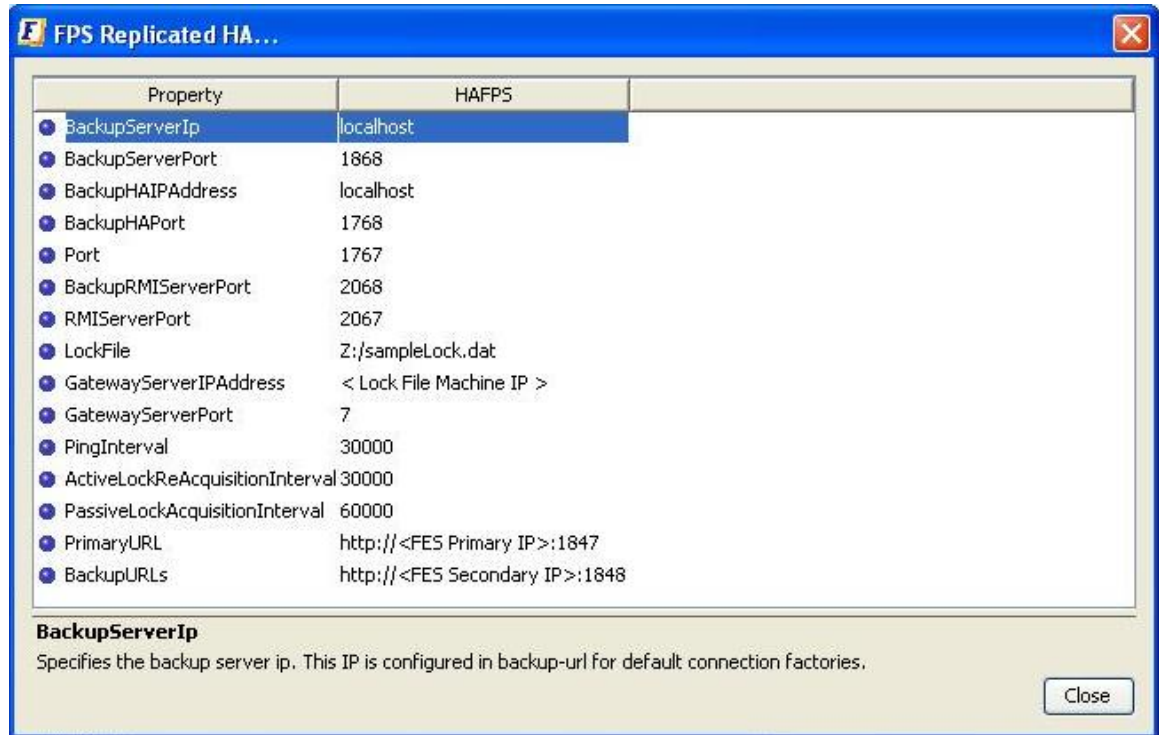 FPS Replicated HA...
Property HAFPS
BackupServerIp localhost
BackupServerPort 1868
BackupHAIPAddress localhost
BackupHAPort 1768
Port 1767
BackupRMIServerPort 2068
RMIServerPort 2067
LockFile Z:/sampleLock.dat
GatewayServerIPAddress < Lock File Machine IP >
GatewayServerPort 7
PingInterval 30000
ActiveLockReAcquisitionInterval 30000
PassiveLockAcquisitionInterval 60000
PrimaryURL http://<FES Primary IP>:1847
BackupURLs http://<FES Secondary IP>:1848
BackupServerIp
Specifies the backup server ip. This IP is configured in backup-url for default connection factories.
Close